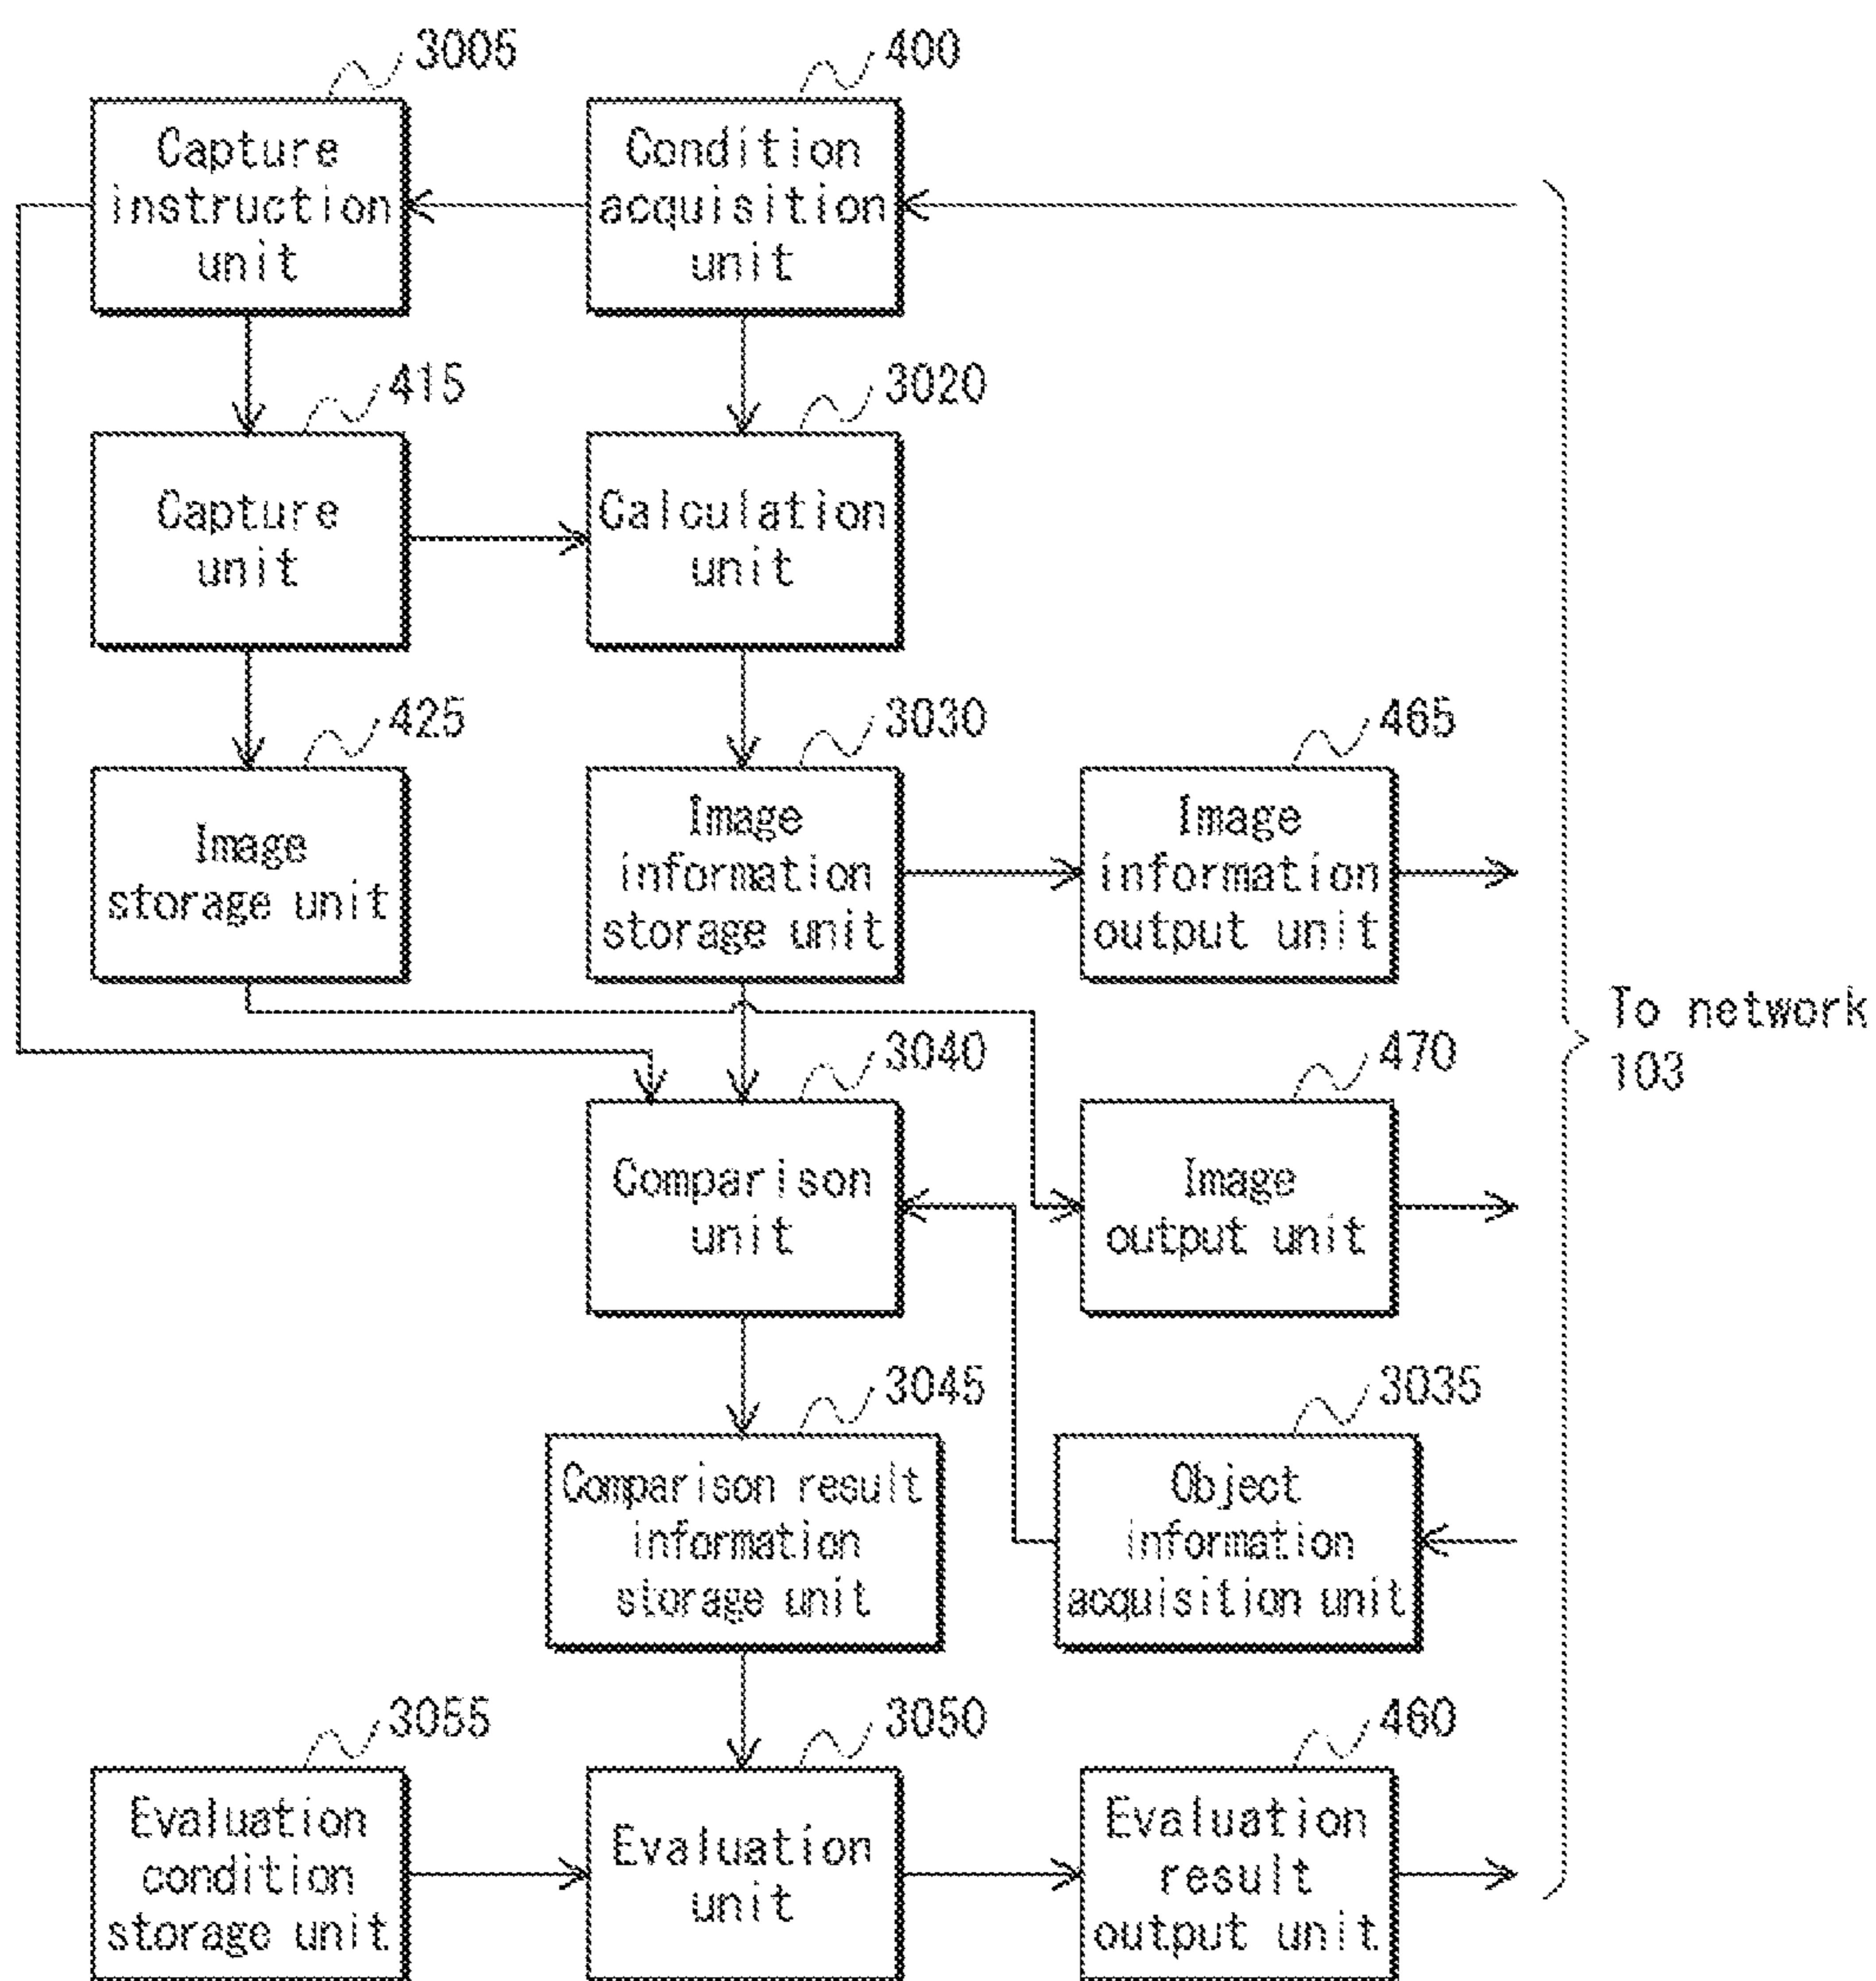 3005
400
Capture
instruction
unit
Condition
acquisition
unit
415
3020
Capture
unit
Calculation
unit
425
3030
465
Image
storage unit
Image
information
storage unit
Image
information
output unit
To network
103
3040
470
Comparison
unit
Image
output unit
3045
3035
Comparison result
information
storage unit
Object
information
acquisition unit
3055
3050
460
Evaluation
condition
storage unit
Evaluation
unit
Evaluation
result
output unit